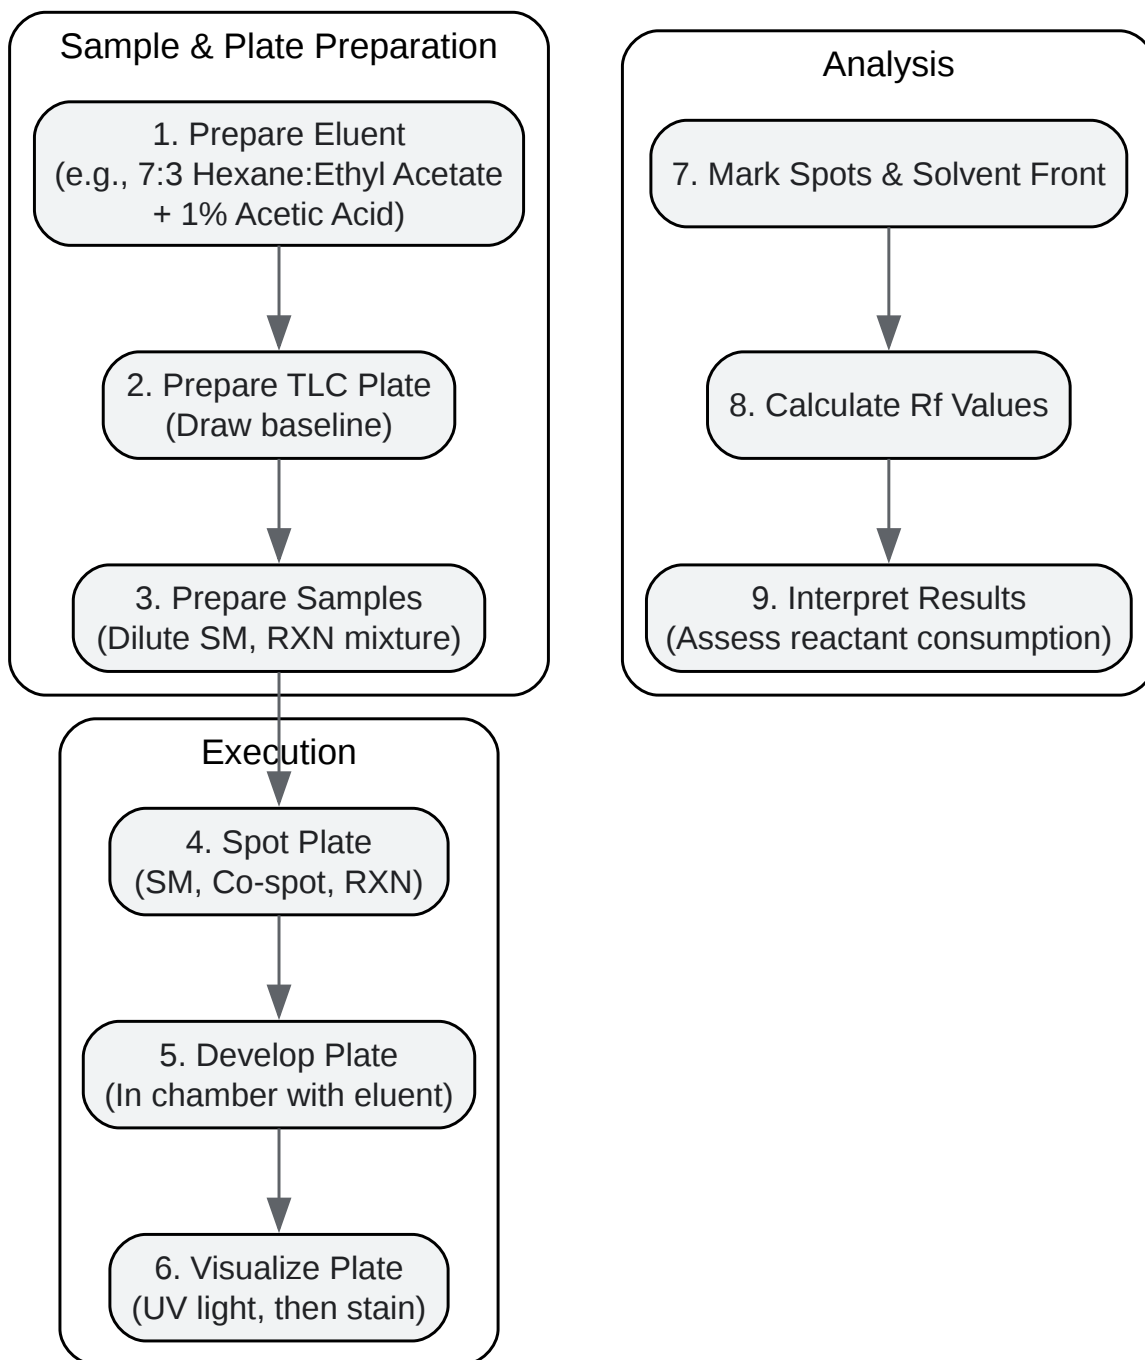 Sample & Plate Preparation
1. Prepare Eluent
(e.g., 7:3 Hexane:Ethyl Acetate
+ 1% Acetic Acid)
2. Prepare TLC Plate
(Draw baseline)
3. Prepare Samples
(Dilute SM, RXN mixture)
Execution
4. Spot Plate
(SM, Co-spot, RXN)
5. Develop Plate
(In chamber with eluent)
6. Visualize Plate
(UV light, then stain)
Analysis
7. Mark Spots & Solvent Front
8. Calculate Rf Values
9. Interpret Results
(Assess reactant consumption)